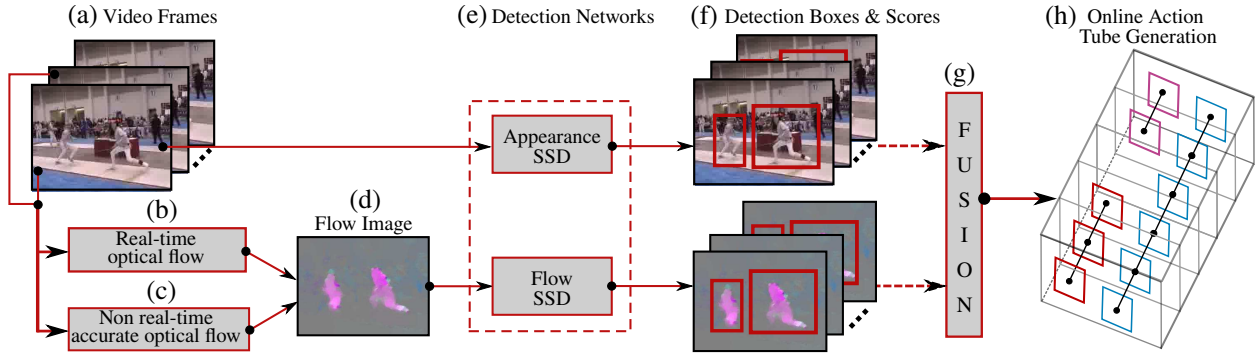 (a) Video Frames
(e) Detection Networks
(f) Detection Boxes & Scores
(h) Online Action
Tube Generation
(g)
Appearance
SSD
FUSION
(b)
Real-time
optical flow
(c)
Non real-time
accurate optical flow
(d)
Flow Image
Flow
SSD